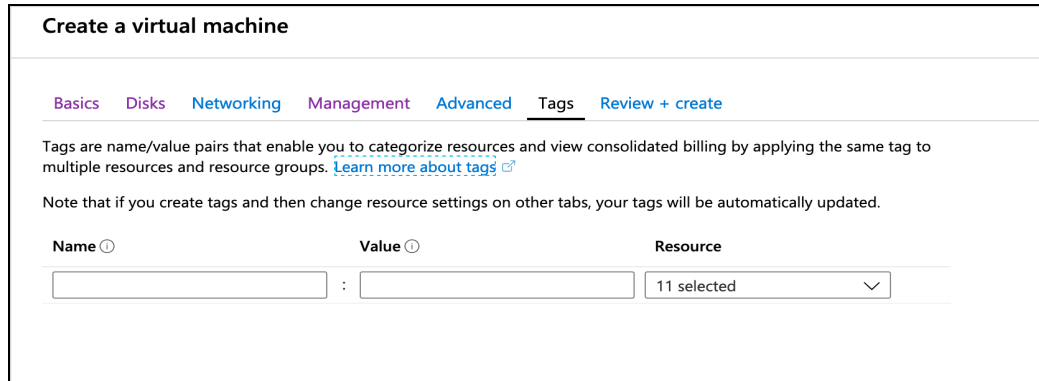 Create a virtual machine
Basics Disks Networking Management Advanced Tags Review + create
Tags are name/value pairs that enable you to categorize resources and view consolidated billing by applying the same tag to
multiple resources and resource groups. Learn more about tags
Note that if you create tags and then change resource settings on other tabs, your tags will be automatically updated.
Name Value Resource
: 11 selected